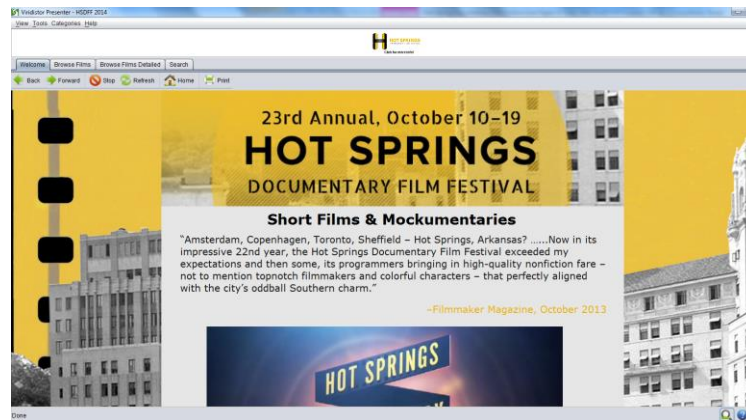 Viridistor Presenter - HSDFF 2014
View Tools Categories Help
HOT SPRINGS
Welcome Browse Films Browse Films Detailed Search
Back Forward Stop Refresh Home Print
23rd Annual, October 10–19
HOT SPRINGS
DOCUMENTARY FILM FESTIVAL
Short Films & Mockumentaries
“Amsterdam, Copenhagen, Toronto, Sheffield – Hot Springs, Arkansas? ......Now in its
impressive 22nd year, the Hot Springs Documentary Film Festival exceeded my
expectations and then some, its programmers bringing in high-quality nonfiction fare –
not to mention topnotch filmmakers and colorful characters – that perfectly aligned
with the city’s oddball Southern charm.”
–Filmmaker Magazine, October 2013
HOT SPRINGS
Done